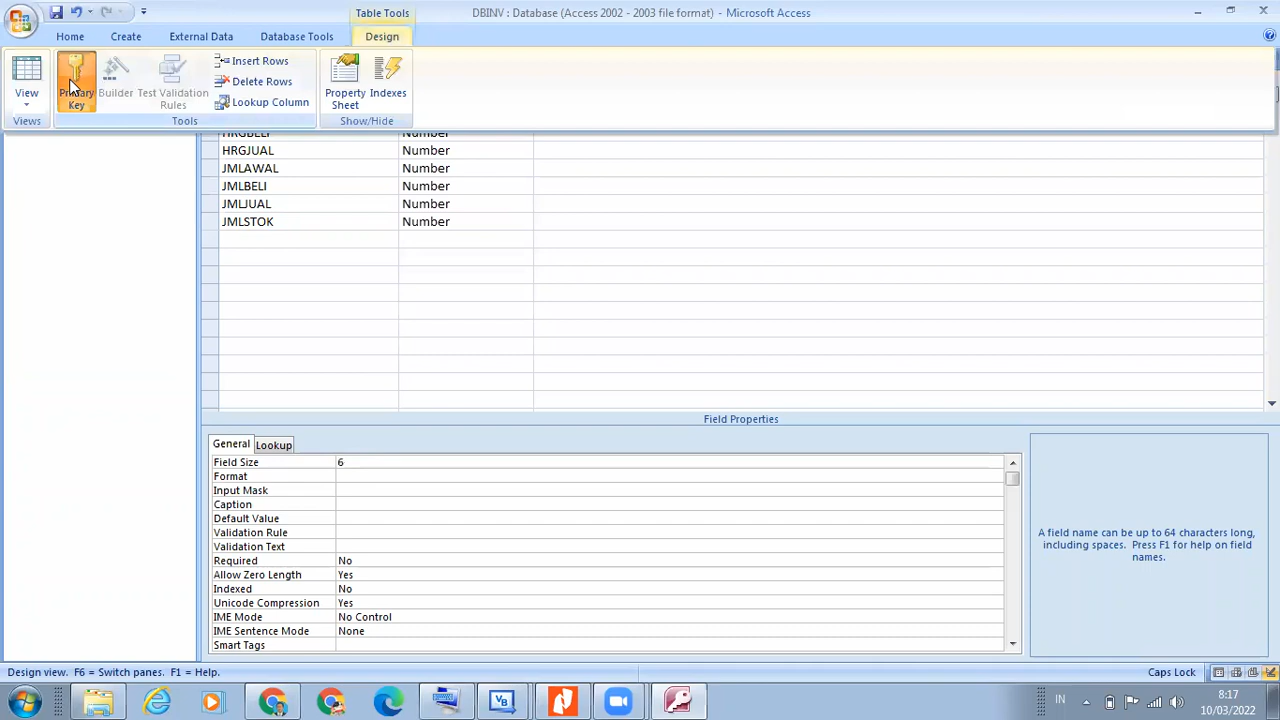 Table Tools
DBINV : Database (Access 2002 - 2003 file format) - Microsoft Access
Home Create External Data Database Tools Design
View
Views
Primary Key
Builder
Test Validation Rules
Insert Rows
Delete Rows
Lookup Column
Tools
Property Sheet
Indexes
Show/Hide
HRGBELI Number
HRGJUAL Number
JMLAWAL Number
JMLBELI Number
JMLJUAL Number
JMLSTOK Number
Field Properties
General Lookup
Field Size 6
Format
Input Mask
Caption
Default Value
Validation Rule
Validation Text
Required No
Allow Zero Length Yes
Indexed No
Unicode Compression Yes
IME Mode No Control
IME Sentence Mode None
Smart Tags
A field name can be up to 64 characters long,
including spaces. Press F1 for help on field
names.
Design view. F6 = Switch panes. F1 = Help.
Caps Lock
IN
8:17
10/03/2022